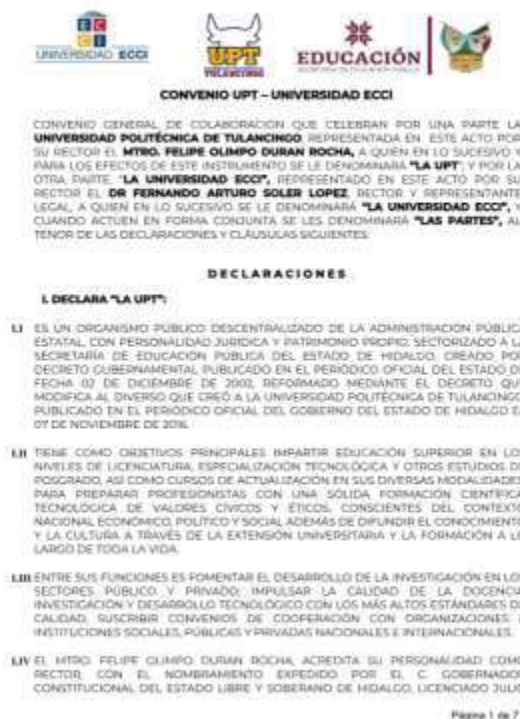 E C
C I
UNIVERSIDAD ECCI
UPT
TULANCINGO
EDUCACIÓN
CONVENIO UPT – UNIVERSIDAD ECCI
CONVENIO GENERAL DE COLABORACIÓN QUE CELEBRAN POR UNA PARTE LA
UNIVERSIDAD POLITÉCNICA DE TULANCINGO, REPRESENTADA EN ESTE ACTO POR
SU RECTOR EL MTRO. FELIPE OLIMPO DURAN ROCHA, A QUIÉN EN LO SUCESIVO Y
PARA LOS EFECTOS DE ESTE INSTRUMENTO SE LE DENOMINARÁ "LA UPT"; Y POR LA
OTRA PARTE, "LA UNIVERSIDAD ECCI", REPRESENTADO EN ESTE ACTO POR SU
RECTOR EL DR FERNANDO ARTURO SOLER LOPEZ, RECTOR Y REPRESENTANTE
LEGAL, A QUIEN EN LO SUCESIVO SE LE DENOMINARÁ "LA UNIVERSIDAD ECCI", Y
CUANDO ACTUEN EN FORMA CONJUNTA SE LES DENOMINARÁ "LAS PARTES", AL
TENOR DE LAS DECLARACIONES Y CLÁUSULAS SIGUIENTES:
DECLARACIONES
I. DECLARA "LA UPT":
I.I ES UN ORGANISMO PÚBLICO DESCENTRALIZADO DE LA ADMINISTRACIÓN PÚBLICA
ESTATAL, CON PERSONALIDAD JURÍDICA Y PATRIMONIO PROPIO, SECTORIZADO A LA
SECRETARÍA DE EDUCACIÓN PÚBLICA DEL ESTADO DE HIDALGO, CREADO POR
DECRETO GUBERNAMENTAL PUBLICADO EN EL PERIÓDICO OFICIAL DEL ESTADO DE
FECHA 02 DE DICIEMBRE DE 2002, REFORMADO MEDIANTE EL DECRETO QUE
MODIFICA AL DIVERSO QUE CREÓ A LA UNIVERSIDAD POLITÉCNICA DE TULANCINGO,
PUBLICADO EN EL PERIÓDICO OFICIAL DEL GOBIERNO DEL ESTADO DE HIDALGO EL
07 DE NOVIEMBRE DE 2016.
I.II TIENE COMO OBJETIVOS PRINCIPALES IMPARTIR EDUCACIÓN SUPERIOR EN LOS
NIVELES DE LICENCIATURA, ESPECIALIZACIÓN TECNOLÓGICA Y OTROS ESTUDIOS DE
POSGRADO, ASÍ COMO CURSOS DE ACTUALIZACIÓN EN SUS DIVERSAS MODALIDADES
PARA PREPARAR PROFESIONISTAS CON UNA SÓLIDA FORMACIÓN CIENTÍFICA,
TECNOLÓGICA DE VALORES CÍVICOS Y ÉTICOS, CONSCIENTES DEL CONTEXTO
NACIONAL ECONÓMICO, POLÍTICO Y SOCIAL ADEMÁS DE DIFUNDIR EL CONOCIMIENTO
Y LA CULTURA A TRAVÉS DE LA EXTENSIÓN UNIVERSITARIA Y LA FORMACIÓN A LO
LARGO DE TODA LA VIDA.
I.III ENTRE SUS FUNCIONES ES FOMENTAR EL DESARROLLO DE LA INVESTIGACIÓN EN LOS
SECTORES PÚBLICO Y PRIVADO; IMPULSAR LA CALIDAD DE LA DOCENCIA,
INVESTIGACIÓN Y DESARROLLO TECNOLÓGICO CON LOS MÁS ALTOS ESTÁNDARES DE
CALIDAD, SUSCRIBIR CONVENIOS DE COOPERACIÓN CON ORGANIZACIONES E
INSTITUCIONES SOCIALES, PÚBLICAS Y PRIVADAS NACIONALES E INTERNACIONALES.
I.IV EL MTRO. FELIPE OLIMPO DURAN ROCHA, ACREDITA SU PERSONALIDAD COMO
RECTOR, CON EL NOMBRAMIENTO EXPEDIDO POR EL C. GOBERNADOR
CONSTITUCIONAL DEL ESTADO LIBRE Y SOBERANO DE HIDALGO, LICENCIADO JULIO
Página 1 de 7